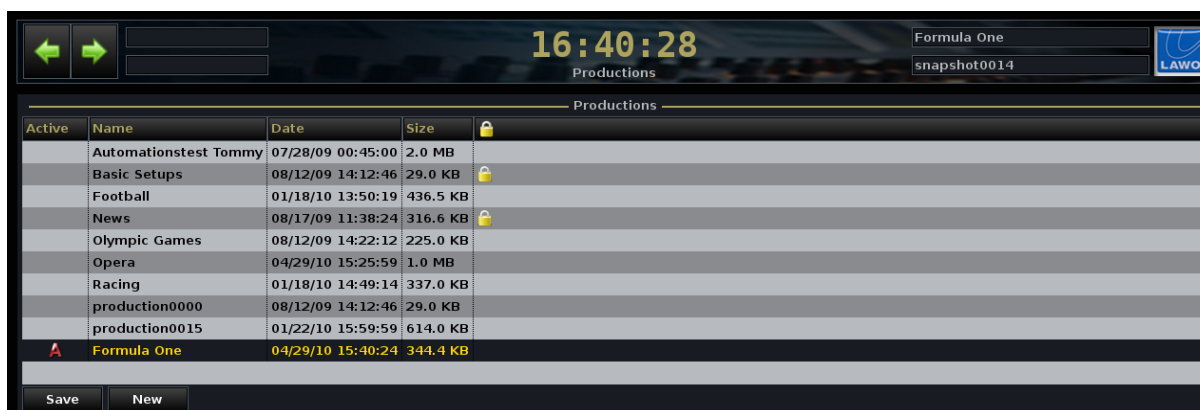 16:40:28
Productions
Formula One
snapshot0014
LAWO
Productions
Active Name Date Size
Automationstest Tommy 07/28/09 00:45:00 2.0 MB
Basic Setups 08/12/09 14:12:46 29.0 KB
Football 01/18/10 13:50:19 436.5 KB
News 08/17/09 11:38:24 316.6 KB
Olympic Games 08/12/09 14:22:12 225.0 KB
Opera 04/29/10 15:25:59 1.0 MB
Racing 01/18/10 14:49:14 337.0 KB
production0000 08/12/09 14:12:46 29.0 KB
production0015 01/22/10 15:59:59 614.0 KB
A Formula One 04/29/10 15:40:24 344.4 KB
Save New